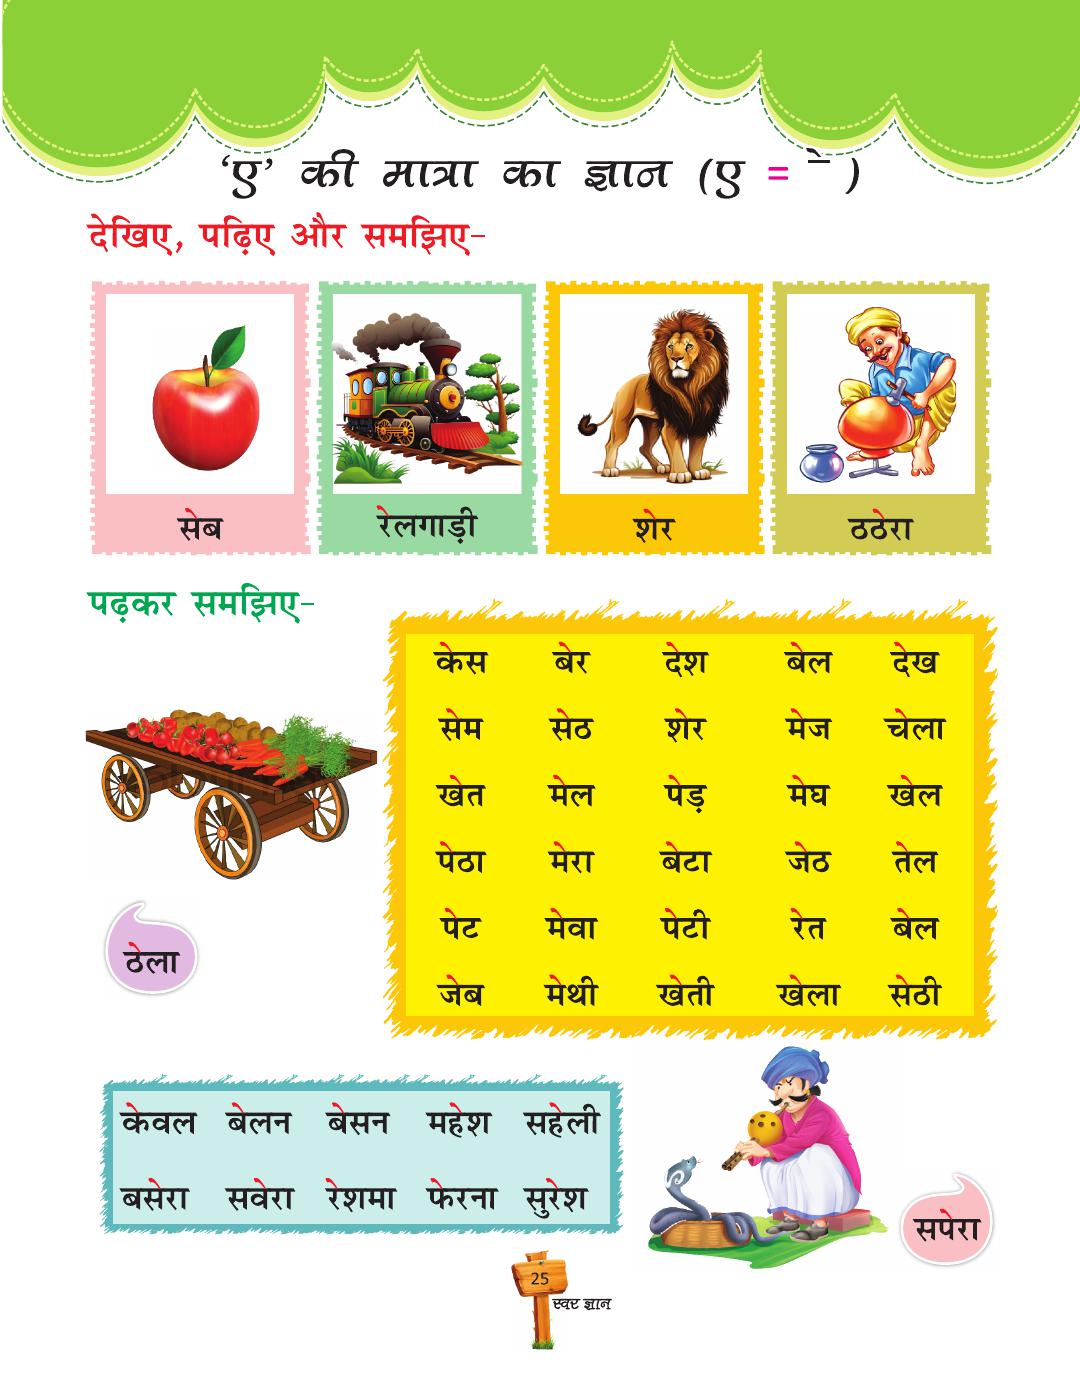 ‘ए’ की मात्रा का ज्ञान (ए = े )
देखिए, पढ़िए और समझिए-
सेब रेलगाड़ी शेर ठठेरा
पढ़कर समझिए-
केस बेर देश बेल देख
सेम सेठ शेर मेज चेला
खेत मेल पेड़ मेघ खेल
पेठा मेरा बेटा जेठ तेल
पेट मेवा पेटी रेत बेल
जेब मेथी खेती खेला सेठी
ठेला
केवल बेलन बेसन महेश सहेली
बसेरा सवेरा रेशमा फेरना सुरेश
सपेरा
25
स्वर ज्ञान